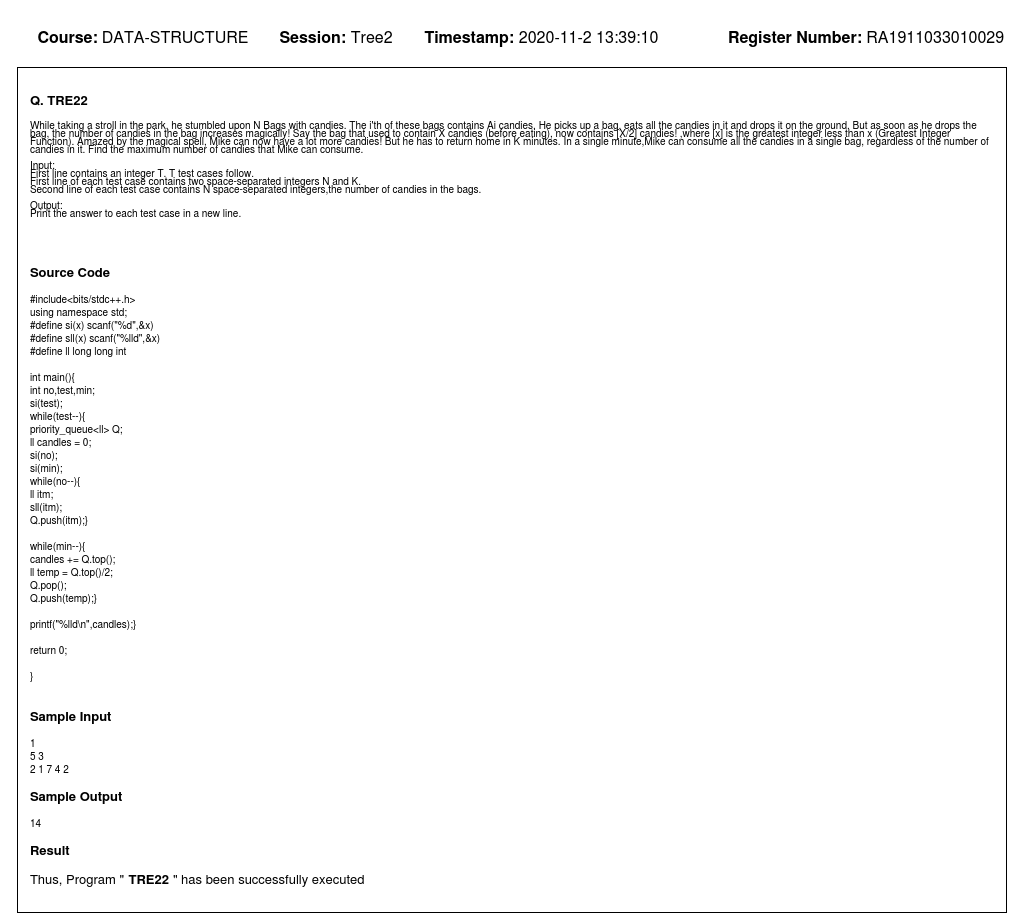 Course: DATA-STRUCTURE Session: Tree2 Timestamp: 2020-11-2 13:39:10 Register Number: RA1911033010029
Q. TRE22
While taking a stroll in the park, he stumbled upon N Bags with candies. The i'th of these bags contains Ai candies. He picks up a bag, eats all the candies in it and drops it on the ground. But as soon as he drops the
bag, the number of candies in the bag increases magically! Say the bag that used to contain X candies (before eating), now contains [X/2] candies! ,where [x] is the greatest integer less than x (Greatest Integer
Function). Amazed by the magical spell, Mike can now have a lot more candies! But he has to return home in K minutes. In a single minute,Mike can consume all the candies in a single bag, regardless of the number of
candies in it. Find the maximum number of candies that Mike can consume.
Input:
First line contains an integer T. T test cases follow.
First line of each test case contains two space-separated integers N and K.
Second line of each test case contains N space-separated integers,the number of candies in the bags.
Output:
Print the answer to each test case in a new line.
Source Code
#include<bits/stdc++.h>
using namespace std;
#define si(x) scanf("%d",&x)
#define sll(x) scanf("%lld",&x)
#define ll long long int
int main(){
int no,test,min;
si(test);
while(test--){
priority_queue<ll> Q;
ll candles = 0;
si(no);
si(min);
while(no--){
ll itm;
sll(itm);
Q.push(itm);}
while(min--){
candles += Q.top();
ll temp = Q.top()/2;
Q.pop();
Q.push(temp);}
printf("%lld\n",candles);}
return 0;
}
Sample Input
1
5 3
2 1 7 4 2
Sample Output
14
Result
Thus, Program " TRE22 " has been successfully executed